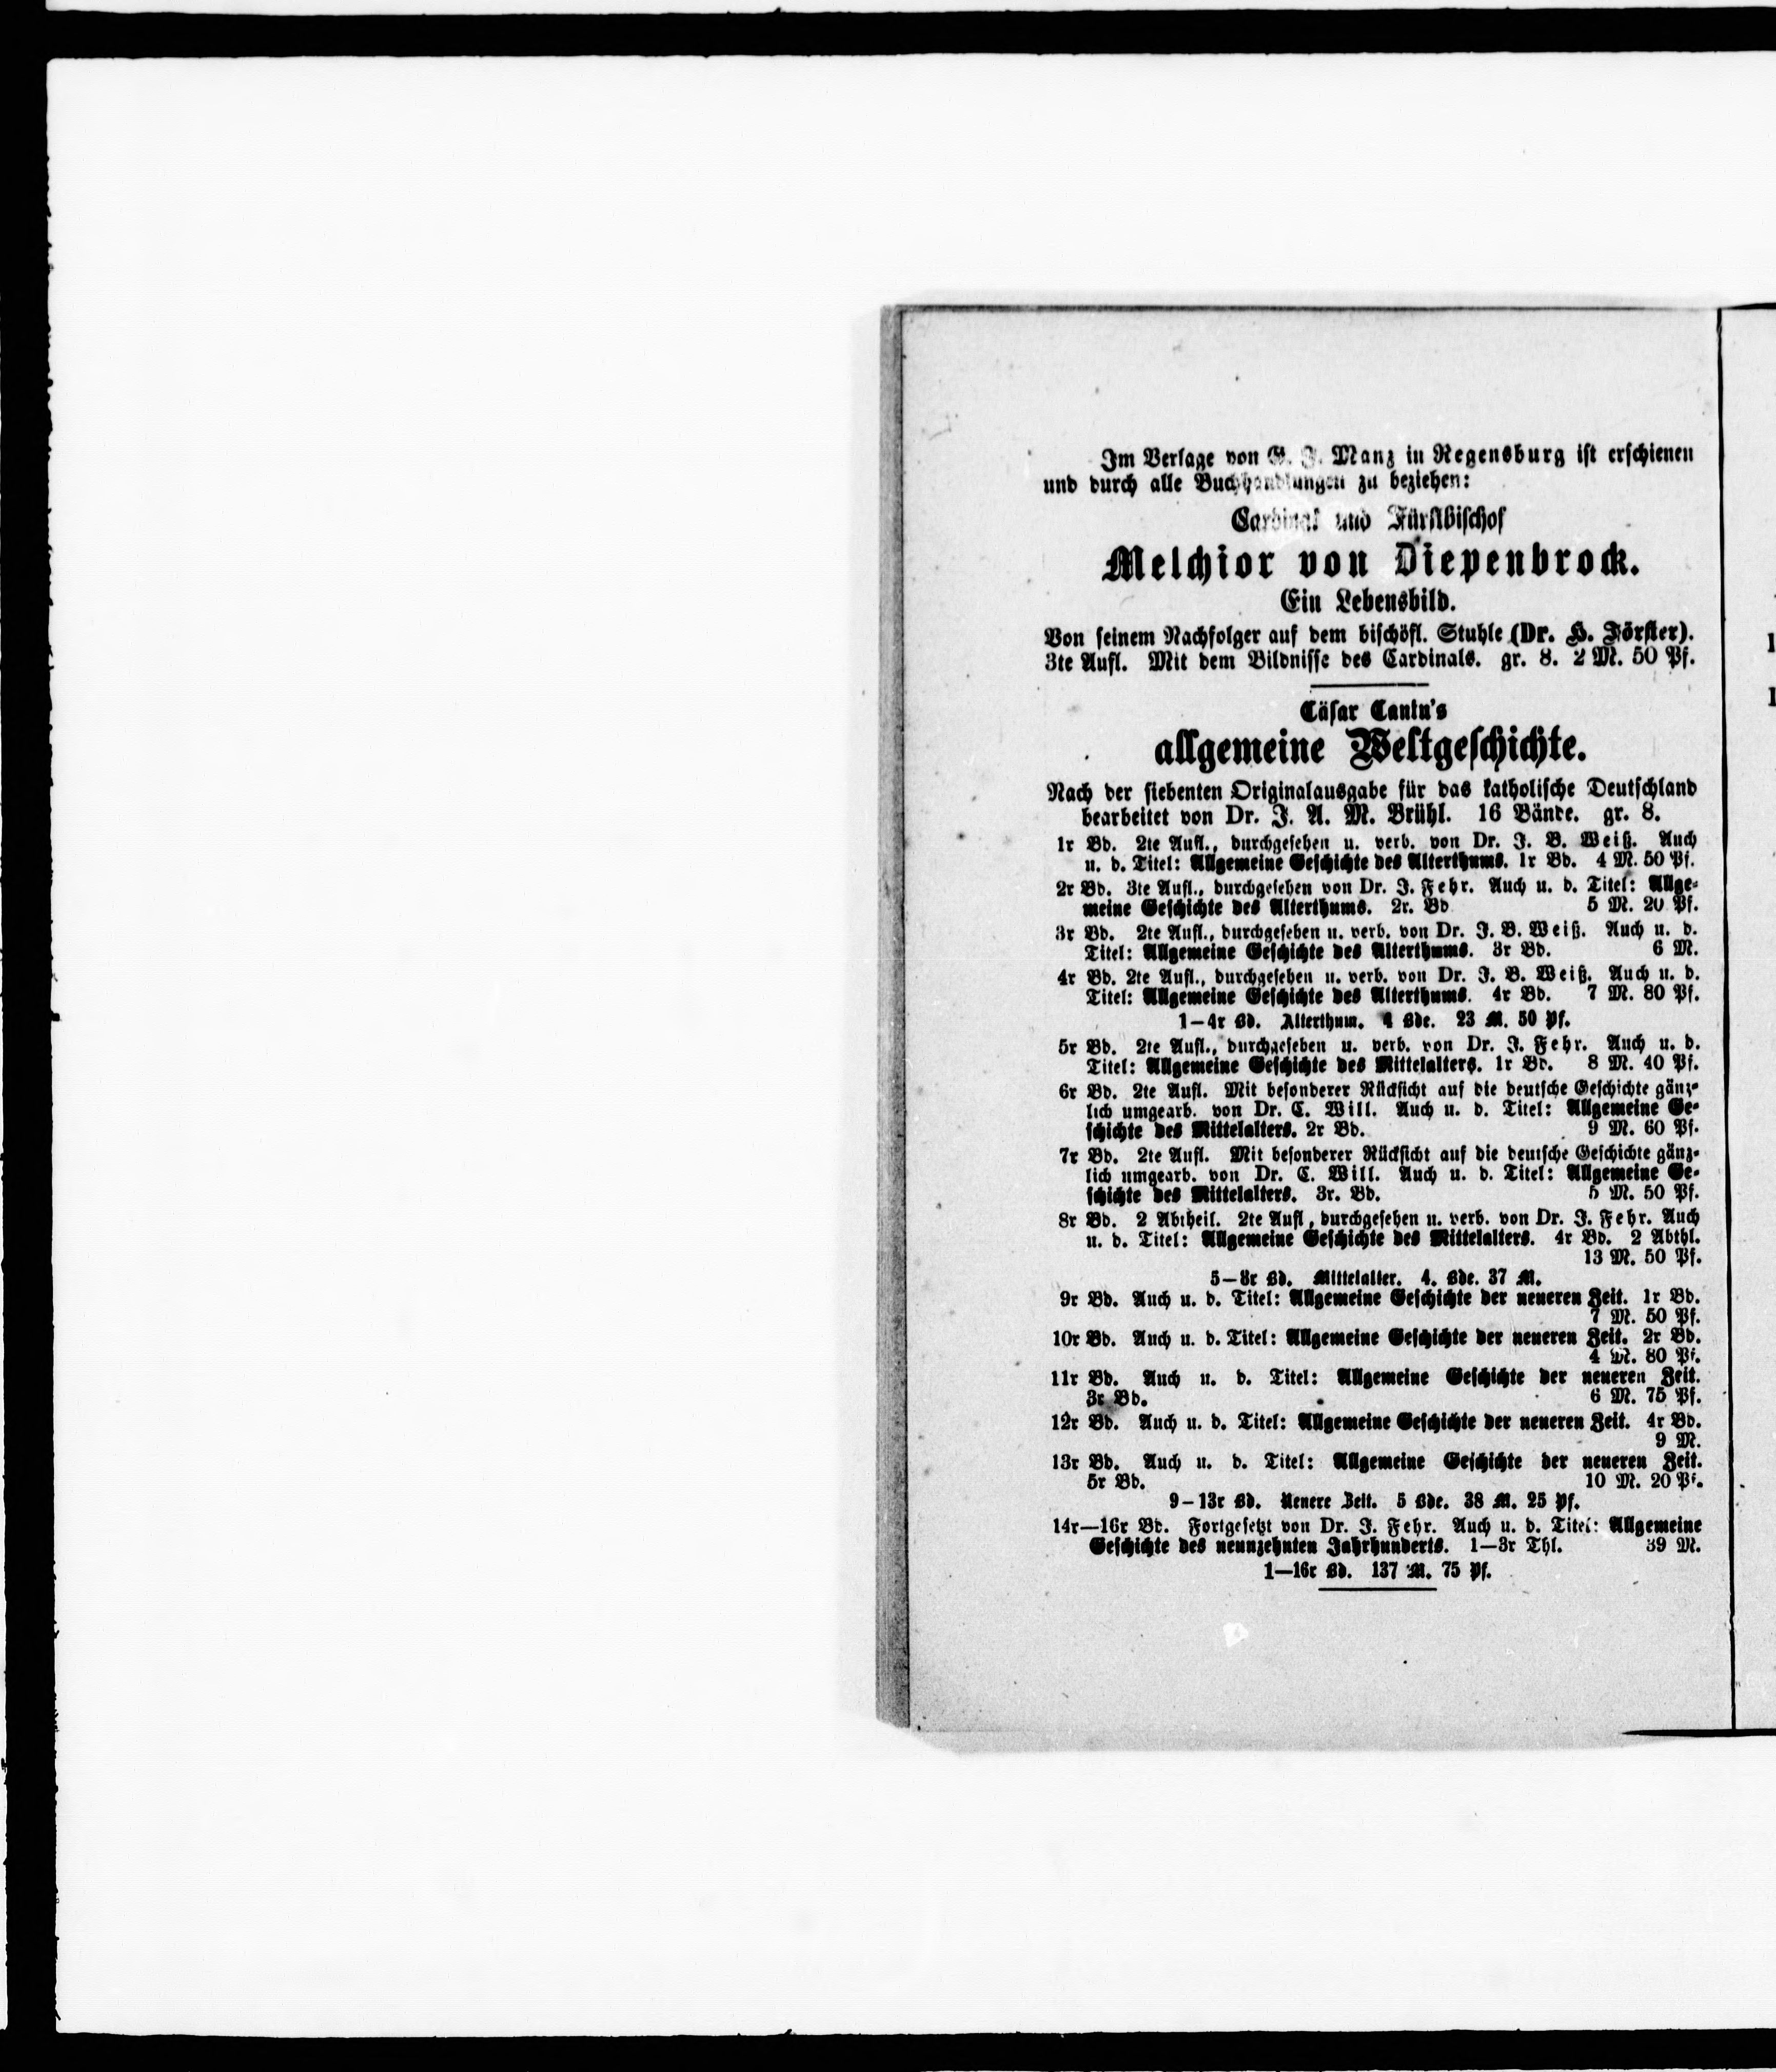 Im Verlage von G. J. Manz in Regensburg ist erschienen
und durch alle Buchhandlungen zu beziehen:
Cardinal und Fürstbischof
Melchior von Diepenbrock.
Ein Lebensbild.
Von seinem Nachfolger auf dem bischöfl. Stuhle (Dr. H. Förster).
3te Aufl. Mit dem Bildnisse des Cardinals. gr. 8. 2 M. 50 Pf.
Cäsar Cantu's
allgemeine Weltgeschichte.
Nach der siebenten Originalausgabe für das katholische Deutschland
bearbeitet von Dr. J. A. M. Brühl. 16 Bände. gr. 8.
1r Bd. 2te Aufl., durchgesehen u. verb. von Dr. J. B. Weiß. Auch
u. d. Titel: Allgemeine Geschichte des Alterthums. 1r Bd. 4 M. 50 Pf.
2r Bd. 3te Aufl., durchgesehen von Dr. J. Fehr. Auch u. d. Titel: Allge-
meine Geschichte des Alterthums. 2r. Bd 5 M. 20 Pf.
3r Bd. 2te Aufl., durchgesehen u. verb. von Dr. J. B. Weiß. Auch u. d.
Titel: Allgemeine Geschichte des Alterthums. 3r Bd. 6 M.
4r Bd. 2te Aufl., durchgesehen u. verb. von Dr. J. B. Weiß. Auch u. d.
Titel: Allgemeine Geschichte des Alterthums. 4r Bd. 7 M. 80 Pf.
1—4r Bd. Alterthum. 4 Bde. 23 M. 50 Pf.
5r Bd. 2te Aufl., durchgesehen u. verb. von Dr. J. Fehr. Auch u. d.
Titel: Allgemeine Geschichte des Mittelalters. 1r Bd. 8 M. 40 Pf.
6r Bd. 2te Aufl. Mit besonderer Rücksicht auf die deutsche Geschichte gänz-
lich umgearb. von Dr. C. Will. Auch u. d. Titel: Allgemeine Ge-
schichte des Mittelalters. 2r Bd. 9 M. 60 Pf.
7r Bd. 2te Aufl. Mit besonderer Rücksicht auf die deutsche Geschichte gänz-
lich umgearb. von Dr. C. Will. Auch u. d. Titel: Allgemeine Ge-
schichte des Mittelalters. 3r. Bd. 5 M. 50 Pf.
8r Bd. 2 Abtheil. 2te Aufl, durchgesehen u. verb. von Dr. J. Fehr. Auch
u. d. Titel: Allgemeine Geschichte des Mittelalters. 4r Bd. 2 Abthl.
13 M. 50 Pf.
5—8r Bd. Mittelalter. 4. Bde. 37 M.
9r Bd. Auch u. d. Titel: Allgemeine Geschichte der neueren Zeit. 1r Bd.
7 M. 50 Pf.
10r Bd. Auch u. d. Titel: Allgemeine Geschichte der neueren Zeit. 2r Bd.
4 M. 80 Pf.
11r Bd. Auch u. d. Titel: Allgemeine Geschichte der neueren Zeit.
3r Bd. 6 M. 75 Pf.
12r Bd. Auch u. d. Titel: Allgemeine Geschichte der neueren Zeit. 4r Bd.
9 M.
13r Bd. Auch u. d. Titel: Allgemeine Geschichte der neueren Zeit.
5r Bd. 10 M. 20 Pf.
9—13r Bd. Neuere Zeit. 5 Bde. 38 M. 25 Pf.
14r—16r Bd. Fortgesetzt von Dr. J. Fehr. Auch u. d. Titel: Allgemeine
Geschichte des neunzehnten Jahrhunderts. 1—3r Thl. 39 M.
1—16r Bd. 137 M. 75 Pf.